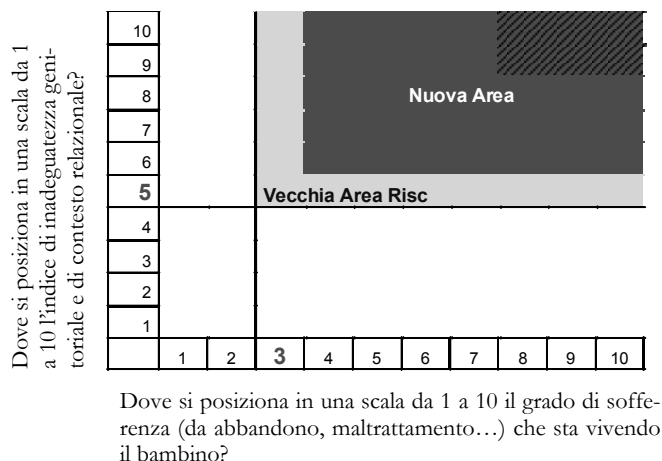 Dove si posiziona in una scala da 1
a 10 l'indice di inadeguatezza geni-
toriale e di contesto relazionale?
10
9
8
7
6
5
4
3
2
1
Nuova Area
Vecchia Area Risc
1 2 3 4 5 6 7 8 9 10
Dove si posiziona in una scala da 1 a 10 il grado di soffe-
renza (da abbandono, maltrattamento…) che sta vivendo
il bambino?